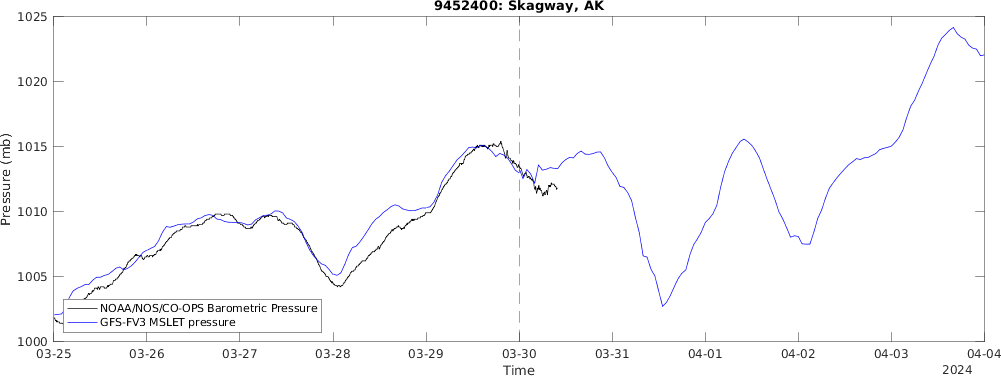 9452400: Skagway, AK
1025
1020
1015
1010
1005
1000
Pressure (mb)
NOAA/NOS/CO-OPS Barometric Pressure
GFS-FV3 MSLET pressure
03-25 03-26 03-27 03-28 03-29 03-30 03-31 04-01 04-02 04-03 04-04
Time
2024